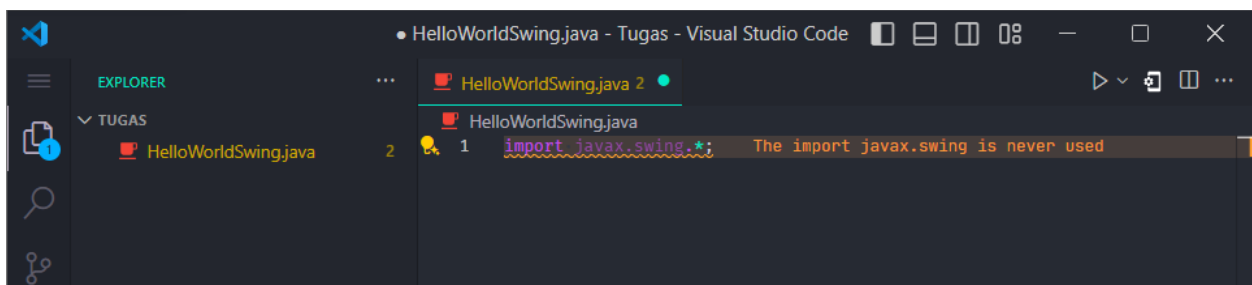 ● HelloWorldSwing.java - Tugas - Visual Studio Code
EXPLORER
HelloWorldSwing.java 2
TUGAS
HelloWorldSwing.java 2
HelloWorldSwing.java
1
1 import javax.swing.*; The import javax.swing is never used